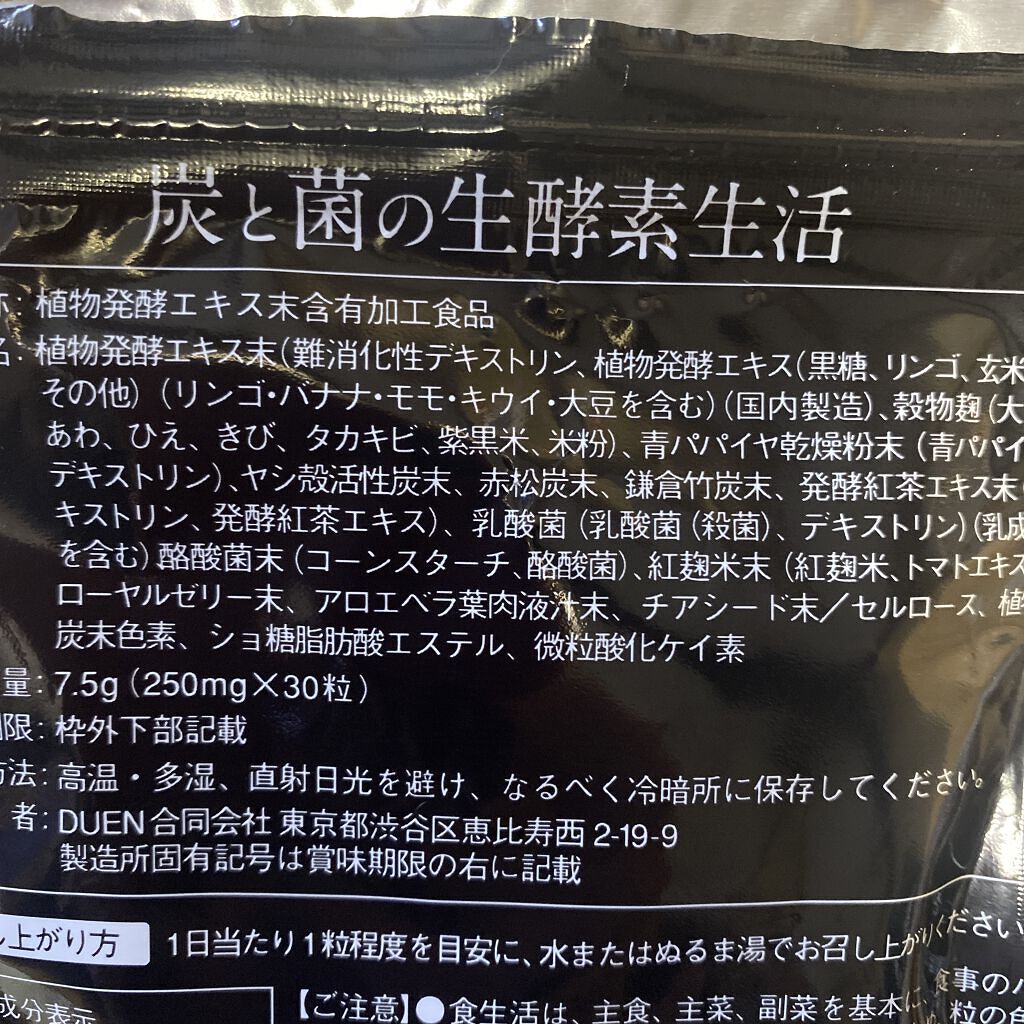 炭と菌の生酵素生活
称: 植物発酵エキス末含有加工食品
名: 植物発酵エキス末(難消化性デキストリン、植物発酵エキス(黒糖、リンゴ、玄米
その他)(リンゴ・バナナ・モモ・キウイ・大豆を含む)(国内製造)、穀物麹(大
あわ、ひえ、きび、タカキビ、紫黒米、米粉)、青パパイヤ乾燥粉末(青パパイ
デキストリン)、ヤシ殻活性炭末、赤松炭末、鎌倉竹炭末、発酵紅茶エキス末(
キストリン、発酵紅茶エキス)、乳酸菌(乳酸菌(殺菌)、デキストリン)(乳成
を含む)、酪酸菌末(コーンスターチ、酪酸菌)、紅麹米末(紅麹米、トマトエキス
ローヤルゼリー末、アロエベラ葉肉液汁末、チアシード末/セルロース、植
炭末色素、ショ糖脂肪酸エステル、微粒酸化ケイ素
量: 7.5g(250mg×30粒)
限: 枠外下部記載
方法: 高温・多湿、直射日光を避け、なるべく冷暗所に保存してください。
者: DUEN合同会社 東京都渋谷区恵比寿西 2-19-9
製造所固有記号は賞味期限の右に記載
し上がり方 1日当たり1粒程度を目安に、水またはぬるま湯でお召し上がりください
成分表示
【ご注意】●食生活は、主食、主菜、副菜を基本に、食事のバ
粒の色